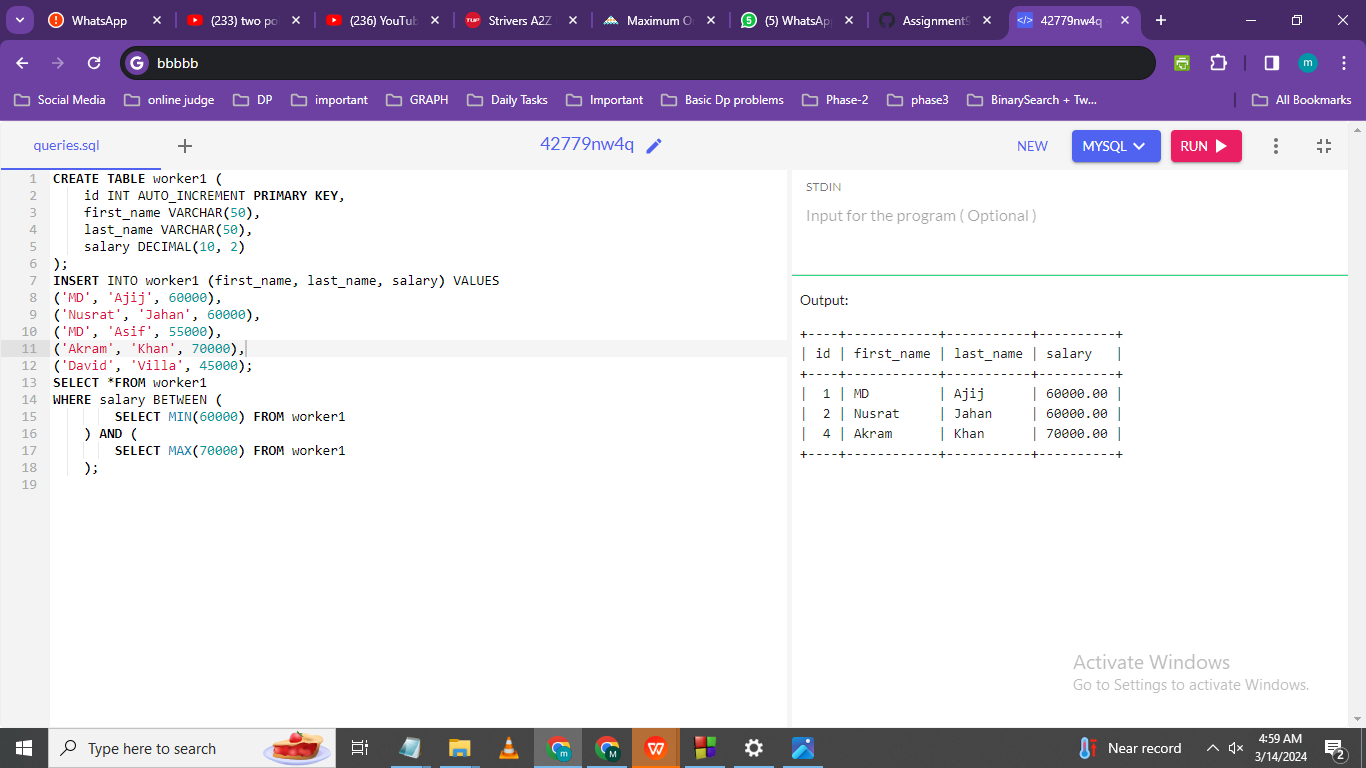 WhatsApp
(233) two po
(236) YouTub
TUF Strivers A2Z
Maximum O
5 (5) WhatsAp
Assignment9
</> 42779nw4q
G bbbbb
m
Social Media
online judge
DP
important
GRAPH
Daily Tasks
Important
Basic Dp problems
Phase-2
phase3
BinarySearch + Tw...
All Bookmarks
queries.sql
42779nw4q
NEW
MYSQL
RUN
1 CREATE TABLE worker1 (
2 id INT AUTO_INCREMENT PRIMARY KEY,
3 first_name VARCHAR(50),
4 last_name VARCHAR(50),
5 salary DECIMAL(10, 2)
6 );
7 INSERT INTO worker1 (first_name, last_name, salary) VALUES
8 ('MD', 'Ajij', 60000),
9 ('Nusrat', 'Jahan', 60000),
10 ('MD', 'Asif', 55000),
11 ('Akram', 'Khan', 70000),
12 ('David', 'Villa', 45000);
13 SELECT *FROM worker1
14 WHERE salary BETWEEN (
15 SELECT MIN(60000) FROM worker1
16 ) AND (
17 SELECT MAX(70000) FROM worker1
18 );
19
STDIN
Input for the program ( Optional )
Output:
+----+------------+-----------+----------+
| id | first_name | last_name | salary   |
+----+------------+-----------+----------+
|  1 | MD         | Ajij      | 60000.00 |
|  2 | Nusrat     | Jahan     | 60000.00 |
|  4 | Akram      | Khan      | 70000.00 |
+----+------------+-----------+----------+
Activate Windows
Go to Settings to activate Windows.
Type here to search
m
M
W
Near record
4:59 AM
3/14/2024
2